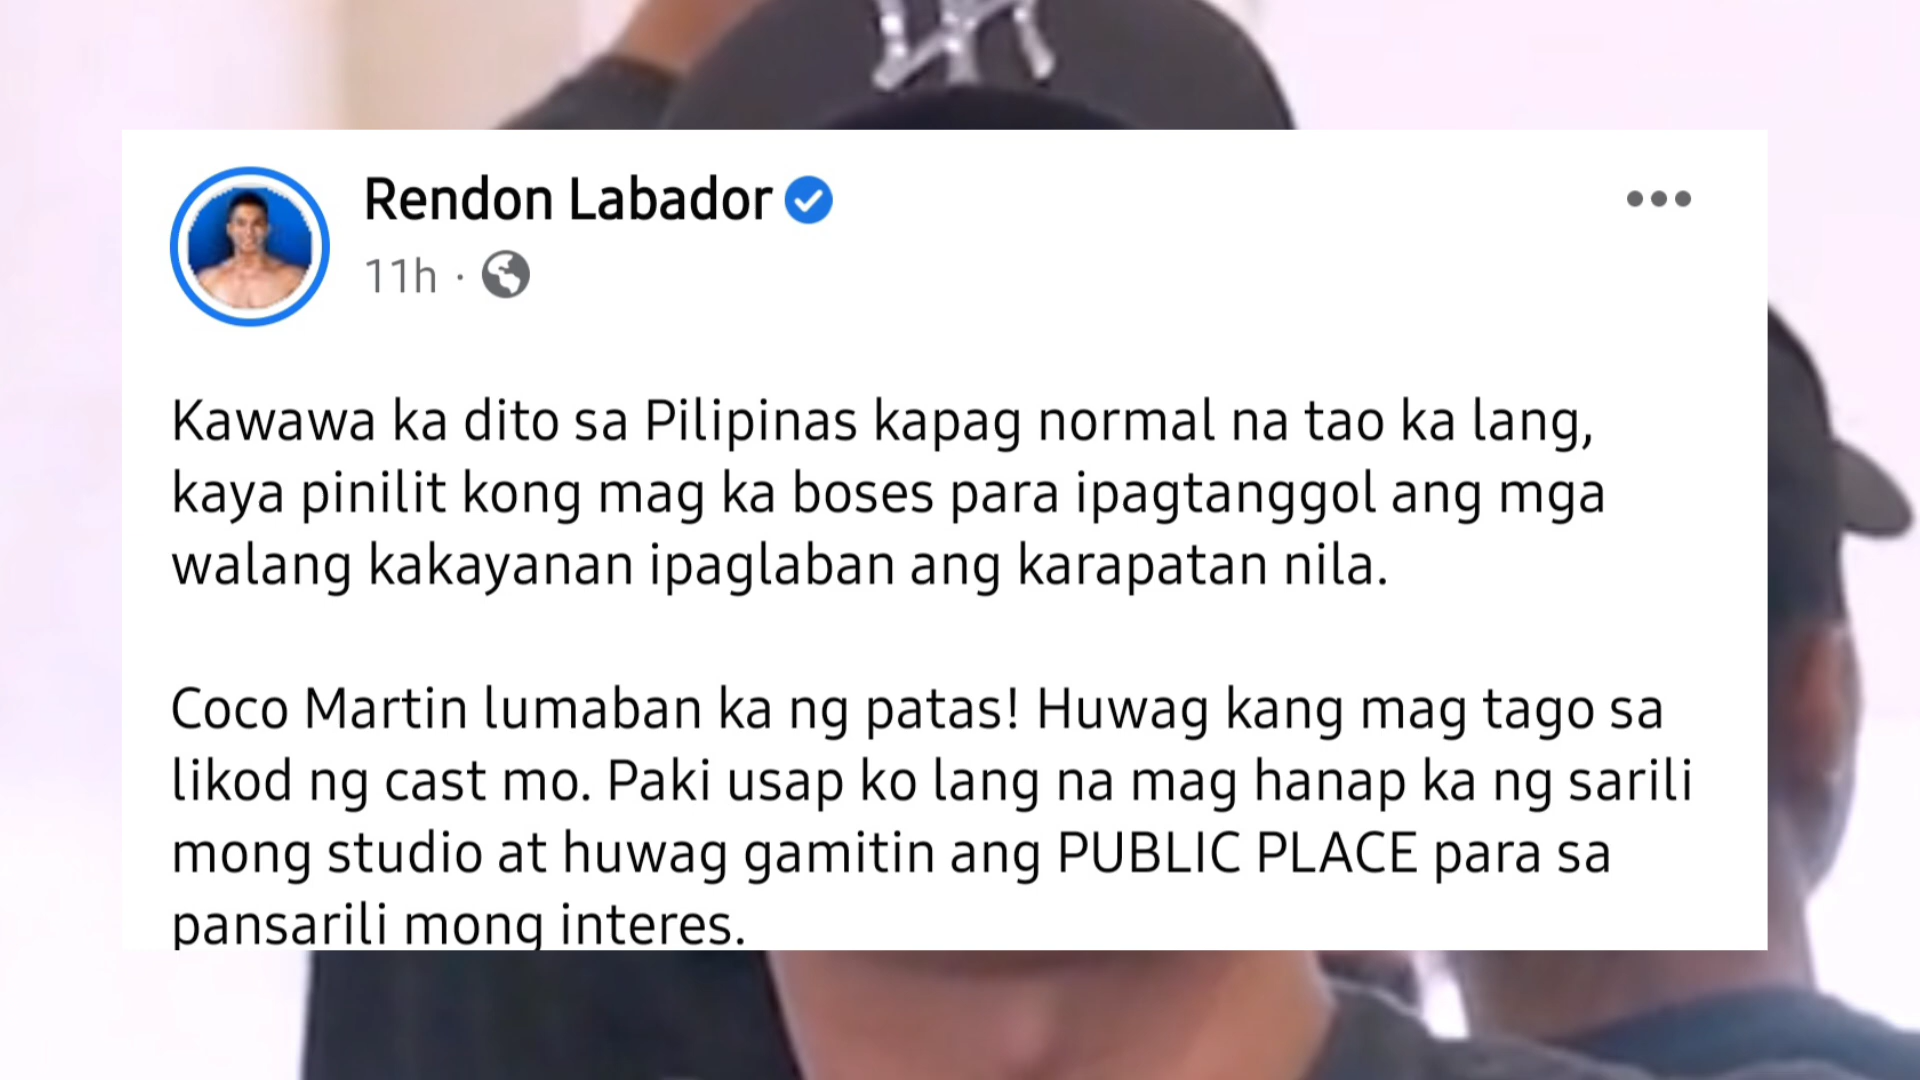 Rendon Labador
11h ·
Kawawa ka dito sa Pilipinas kapag normal na tao ka lang,
kaya pinilit kong mag ka boses para ipagtanggol ang mga
walang kakayanan ipaglaban ang karapatan nila.
Coco Martin lumaban ka ng patas! Huwag kang mag tago sa
likod ng cast mo. Paki usap ko lang na mag hanap ka ng sarili
mong studio at huwag gamitin ang PUBLIC PLACE para sa
pansarili mong interes.